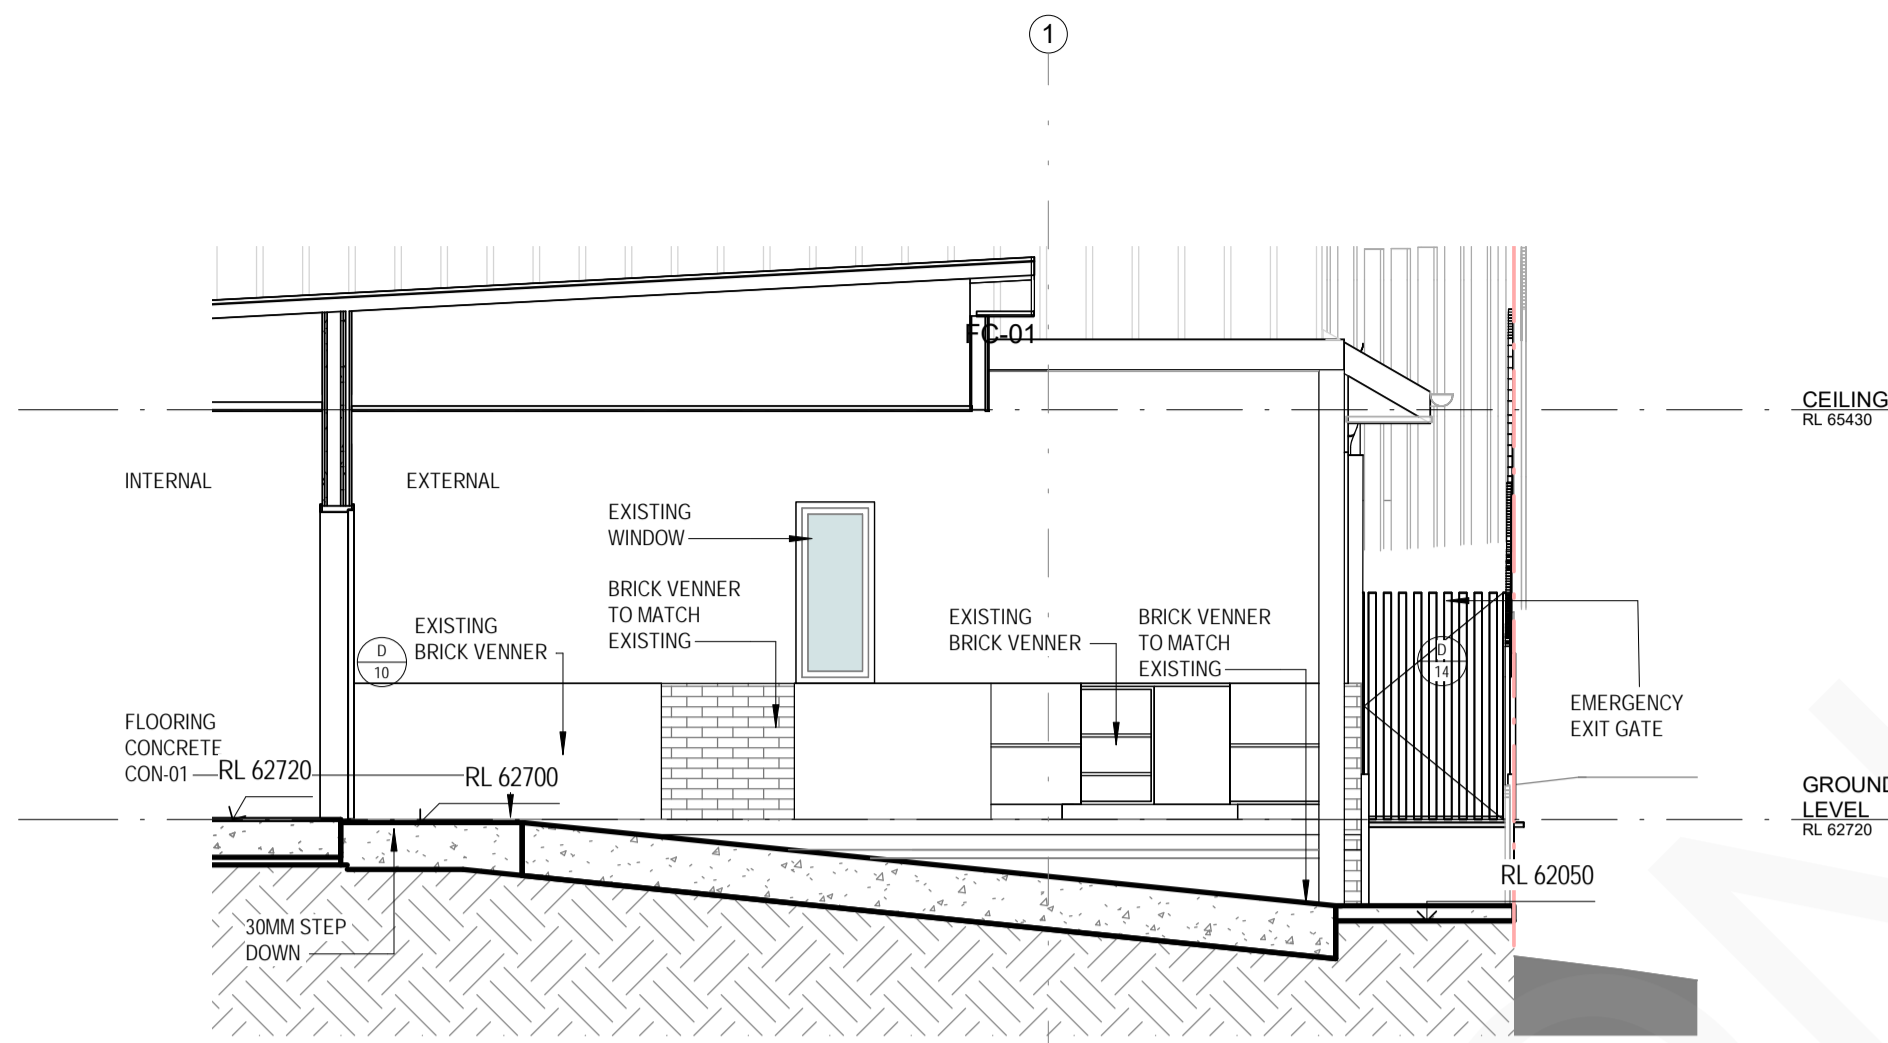 1
FC-01
CEILING
RL 65430
INTERNAL
EXTERNAL
EXISTING
WINDOW
BRICK VENNER
TO MATCH
EXISTING
EXISTING
BRICK VENNER
D
10
EXISTING
BRICK VENNER
BRICK VENNER
TO MATCH
EXISTING
D
14
EMERGENCY
EXIT GATE
FLOORING
CONCRETE
CON-01
RL 62720
RL 62700
GROUND
LEVEL
RL 62720
RL 62050
30MM STEP
DOWN